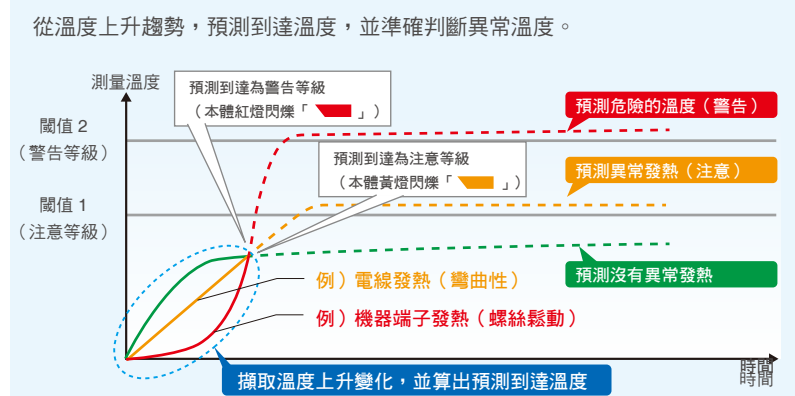 從溫度上升趨勢，預測到達溫度，並準確判斷異常溫度。
測量溫度
預測到達為警告等級
（本體紅燈閃爍「 」）
預測危險的溫度（警告）
閾值 2
（警告等級）
預測到達為注意等級
（本體黃燈閃爍「 」）
預測異常發熱（注意）
閾值 1
（注意等級）
預測沒有異常發熱
例）電線發熱（彎曲性）
例）機器端子發熱（螺絲鬆動）
時間
時間
擷取溫度上升變化，並算出預測到達溫度